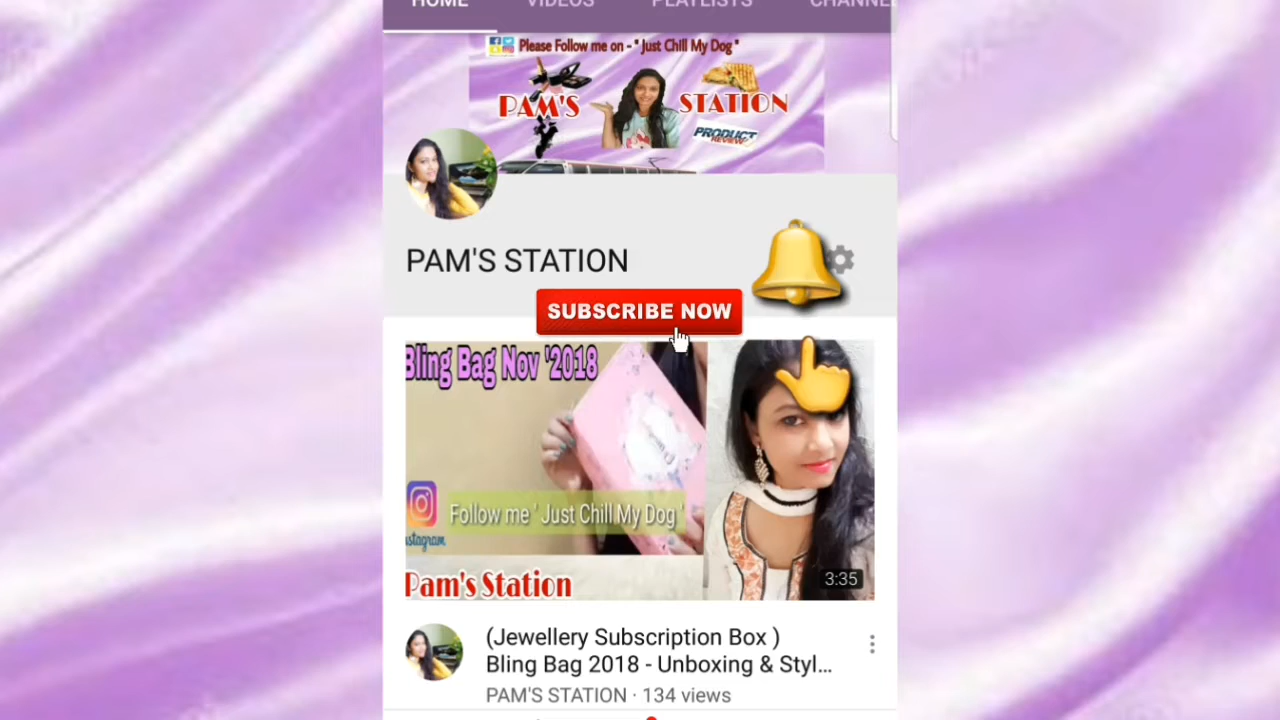 HOME VIDEOS PLAYLISTS CHANNEL
Please Follow me on - " Just Chill My Dog "
PAM'S STATION
PRODUCT
REVIEW
PAM'S STATION
SUBSCRIBE NOW
Bling Bag Nov '2018
Follow me ' Just Chill My Dog '
stagram
Pam's Station
3:35
(Jewellery Subscription Box )
Bling Bag 2018 - Unboxing & Styl...
PAM'S STATION · 134 views